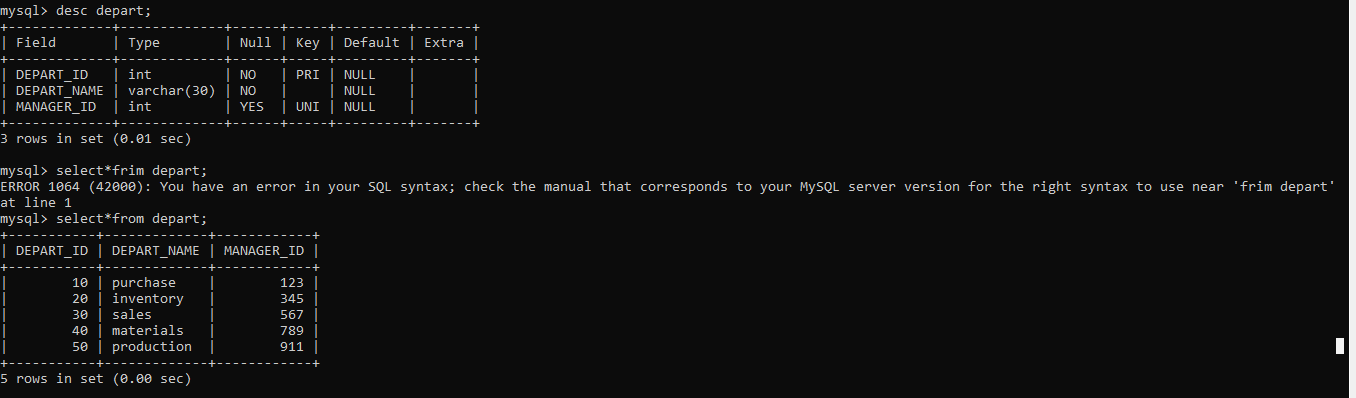 mysql> desc depart;
+-------------+-------------+------+-----+---------+-------+
| Field       | Type        | Null | Key | Default | Extra |
+-------------+-------------+------+-----+---------+-------+
| DEPART_ID   | int         | NO   | PRI | NULL    |       |
| DEPART_NAME | varchar(30) | NO   |     | NULL    |       |
| MANAGER_ID  | int         | YES  | UNI | NULL    |       |
+-------------+-------------+------+-----+---------+-------+
3 rows in set (0.01 sec)

mysql> select*frim depart;
ERROR 1064 (42000): You have an error in your SQL syntax; check the manual that corresponds to your MySQL server version for the right syntax to use near 'frim depart'
at line 1
mysql> select*from depart;
+-----------+-------------+------------+
| DEPART_ID | DEPART_NAME | MANAGER_ID |
+-----------+-------------+------------+
|        10 | purchase    |        123 |
|        20 | inventory   |        345 |
|        30 | sales       |        567 |
|        40 | materials   |        789 |
|        50 | production  |        911 |
+-----------+-------------+------------+
5 rows in set (0.00 sec)